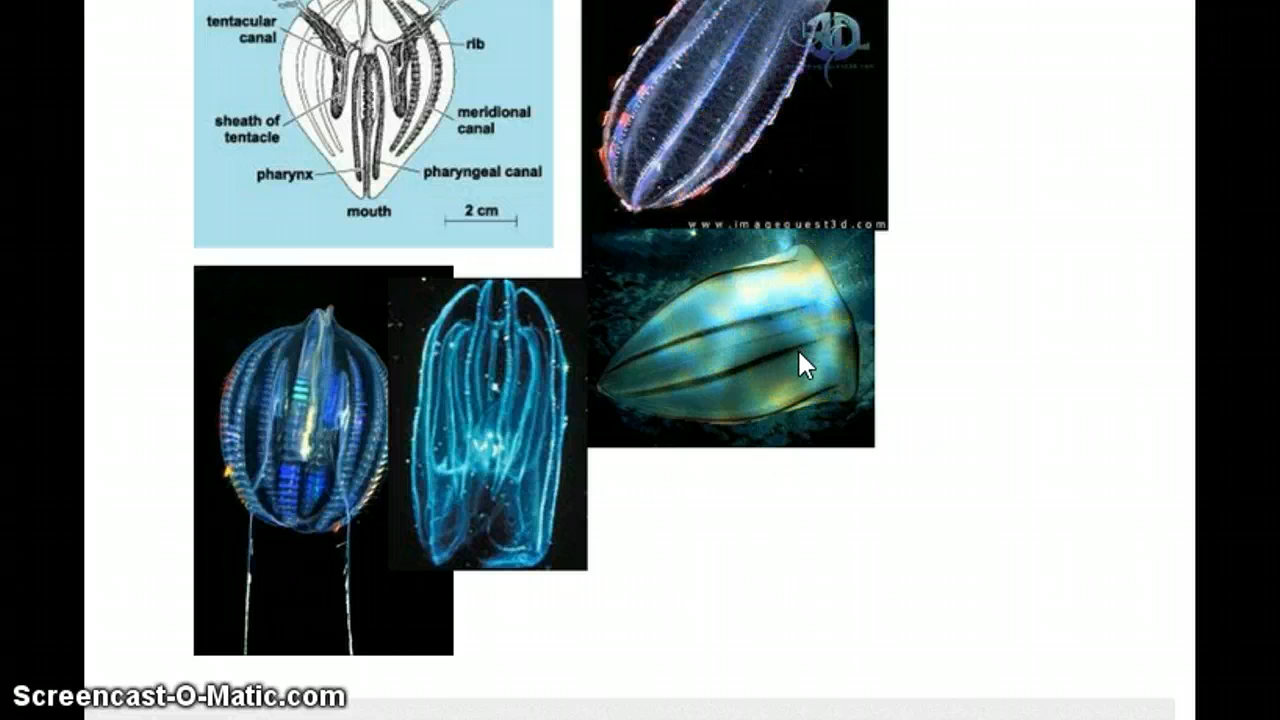 tentacular
canal
rib
sheath of
tentacle
meridional
canal
pharynx
pharyngeal canal
mouth
2 cm
www.imagequest3d.com
Screencast-O-Matic.com